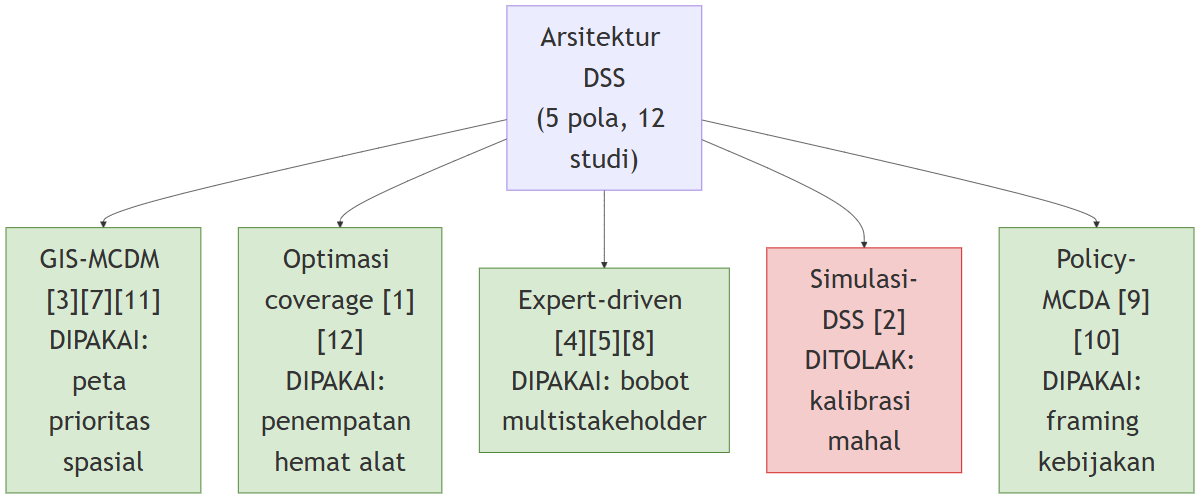 Arsitektur
DSS
(5 pola, 12
studi)
GIS-MCDM
[3][7][11]
DIPAKAI:
peta
prioritas
spasial
Optimasi
coverage [1]
[12]
DIPAKAI:
penempatan
hemat alat
Expert-driven
[4][5][8]
DIPAKAI: bobot
multistakeholder
Simulasi-
DSS [2]
DITOLAK:
kalibrasi
mahal
Policy-
MCDA [9]
[10]
DIPAKAI:
framing
kebijakan